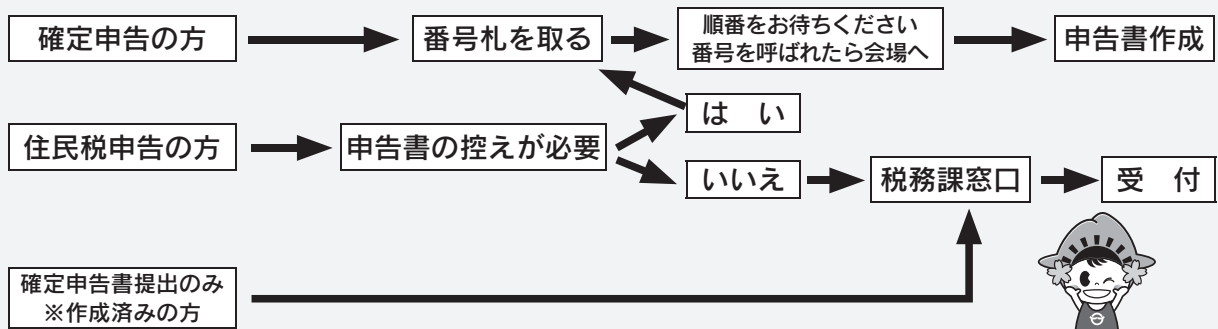 確定申告の方
番号札を取る
順番をお待ちください
番号を呼ばれたら会場へ
申告書作成
は　い
住民税申告の方
申告書の控えが必要
いいえ
税務課窓口
受　付
確定申告書提出のみ
※作成済みの方